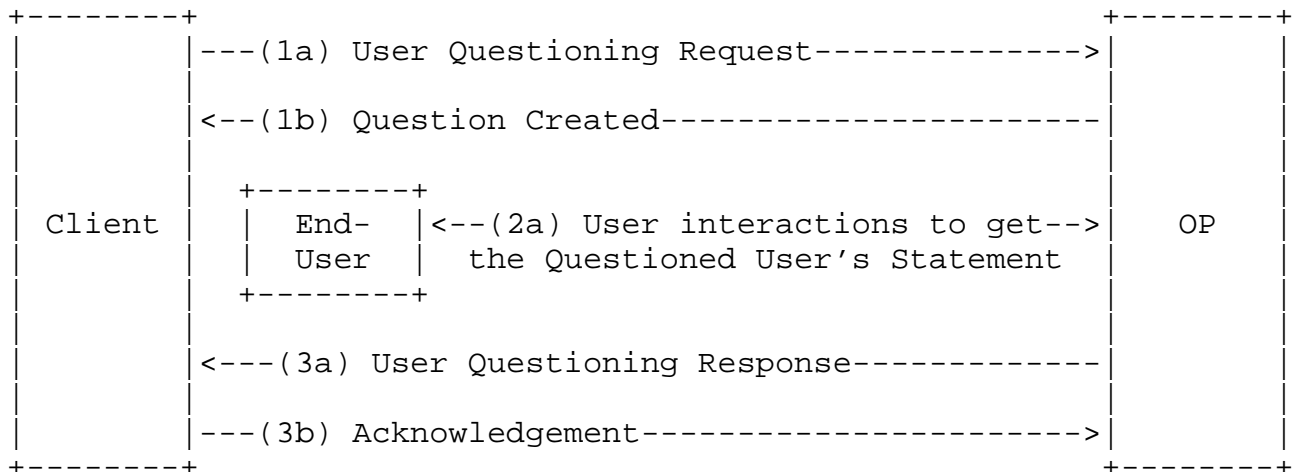 (1a) User Questioning Request
(1b) Question Created
Client End- (2a) User interactions to get OP
User the Questioned User’s Statement
(3a) User Questioning Response
(3b) Acknowledgement